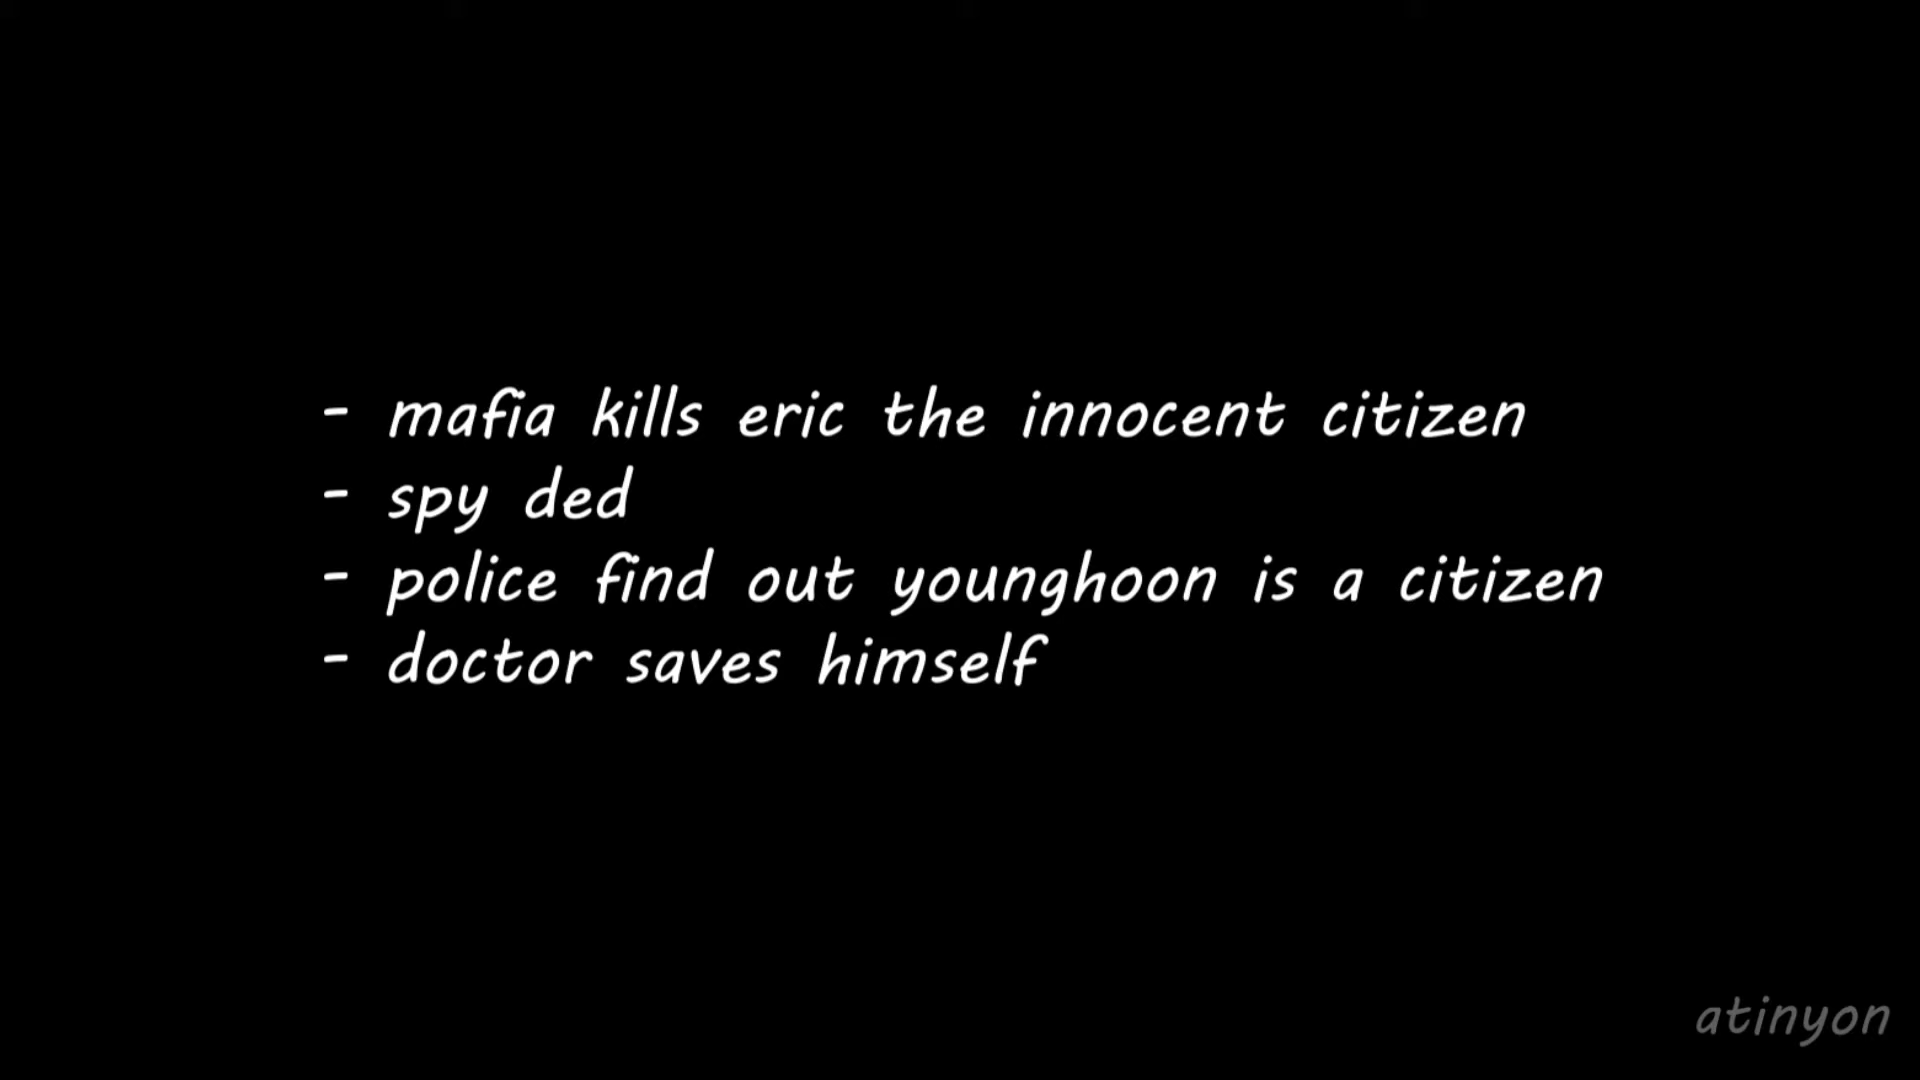 - mafia kills eric the innocent citizen
- spy ded
- police find out younghoon is a citizen
- doctor saves himself
atinyon